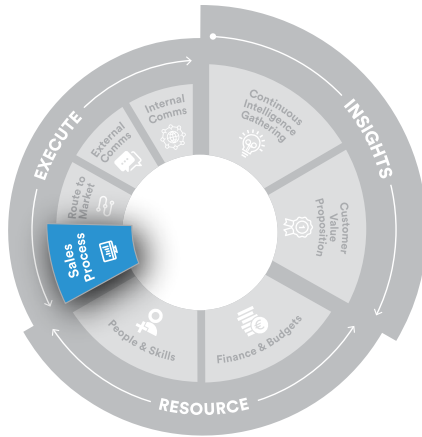 INSIGHTS
Continuous
Intelligence
Gathering
Customer
Value
Proposition
RESOURCE
Finance & Budgets
People & Skills
EXECUTE
Sales
Process
Route to
Market
External
Comms
Internal
Comms